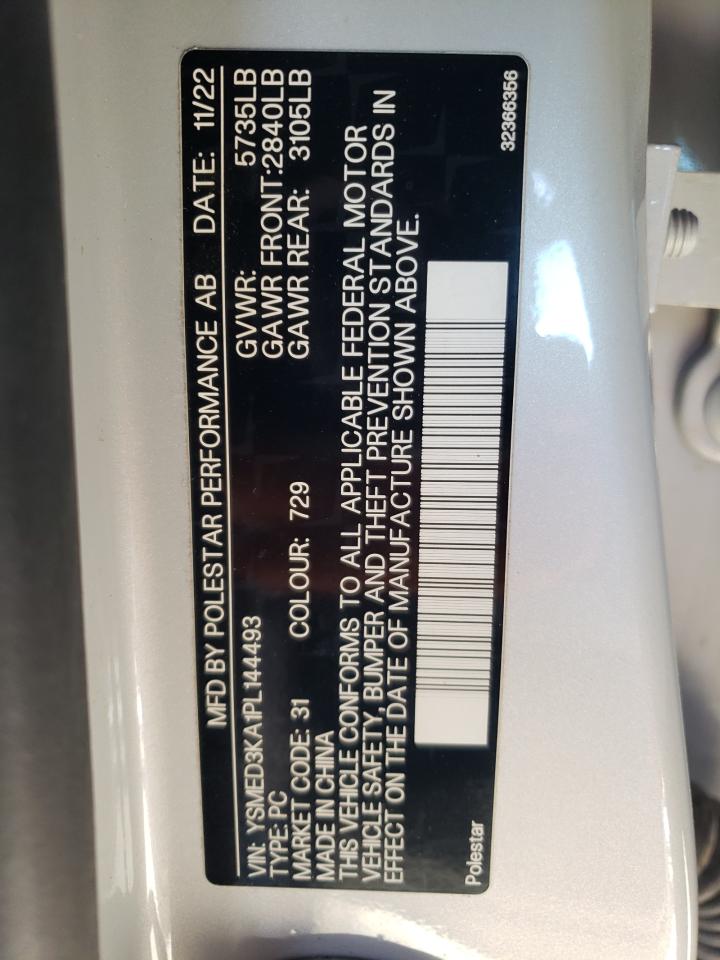 MFD BY POLESTAR PERFORMANCE AB DATE: 11/22
VIN: YSMED3KA1PL144493 GVWR: 5735LB
TYPE: PC GAWR FRONT:2840LB
MARKET CODE: 31 COLOUR: 729 GAWR REAR: 3105LB
MADE IN CHINA
THIS VEHICLE CONFORMS TO ALL APPLICABLE FEDERAL MOTOR
VEHICLE SAFETY, BUMPER AND THEFT PREVENTION STANDARDS IN
EFFECT ON THE DATE OF MANUFACTURE SHOWN ABOVE.
Polestar 32366356